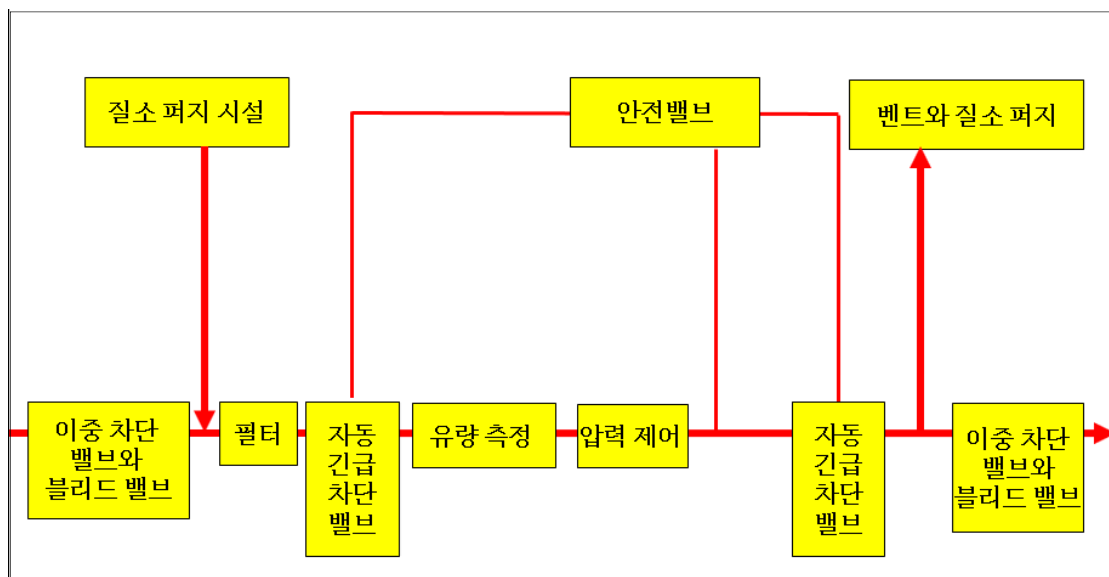 질소 퍼지 시설
안전밸브
벤트와 질소 퍼지
이중 차단
밸브와
블리드 밸브
필터
자동
긴급
차단
밸브
유량 측정
압력 제어
자동
긴급
차단
밸브
이중 차단
밸브와
블리드 밸브